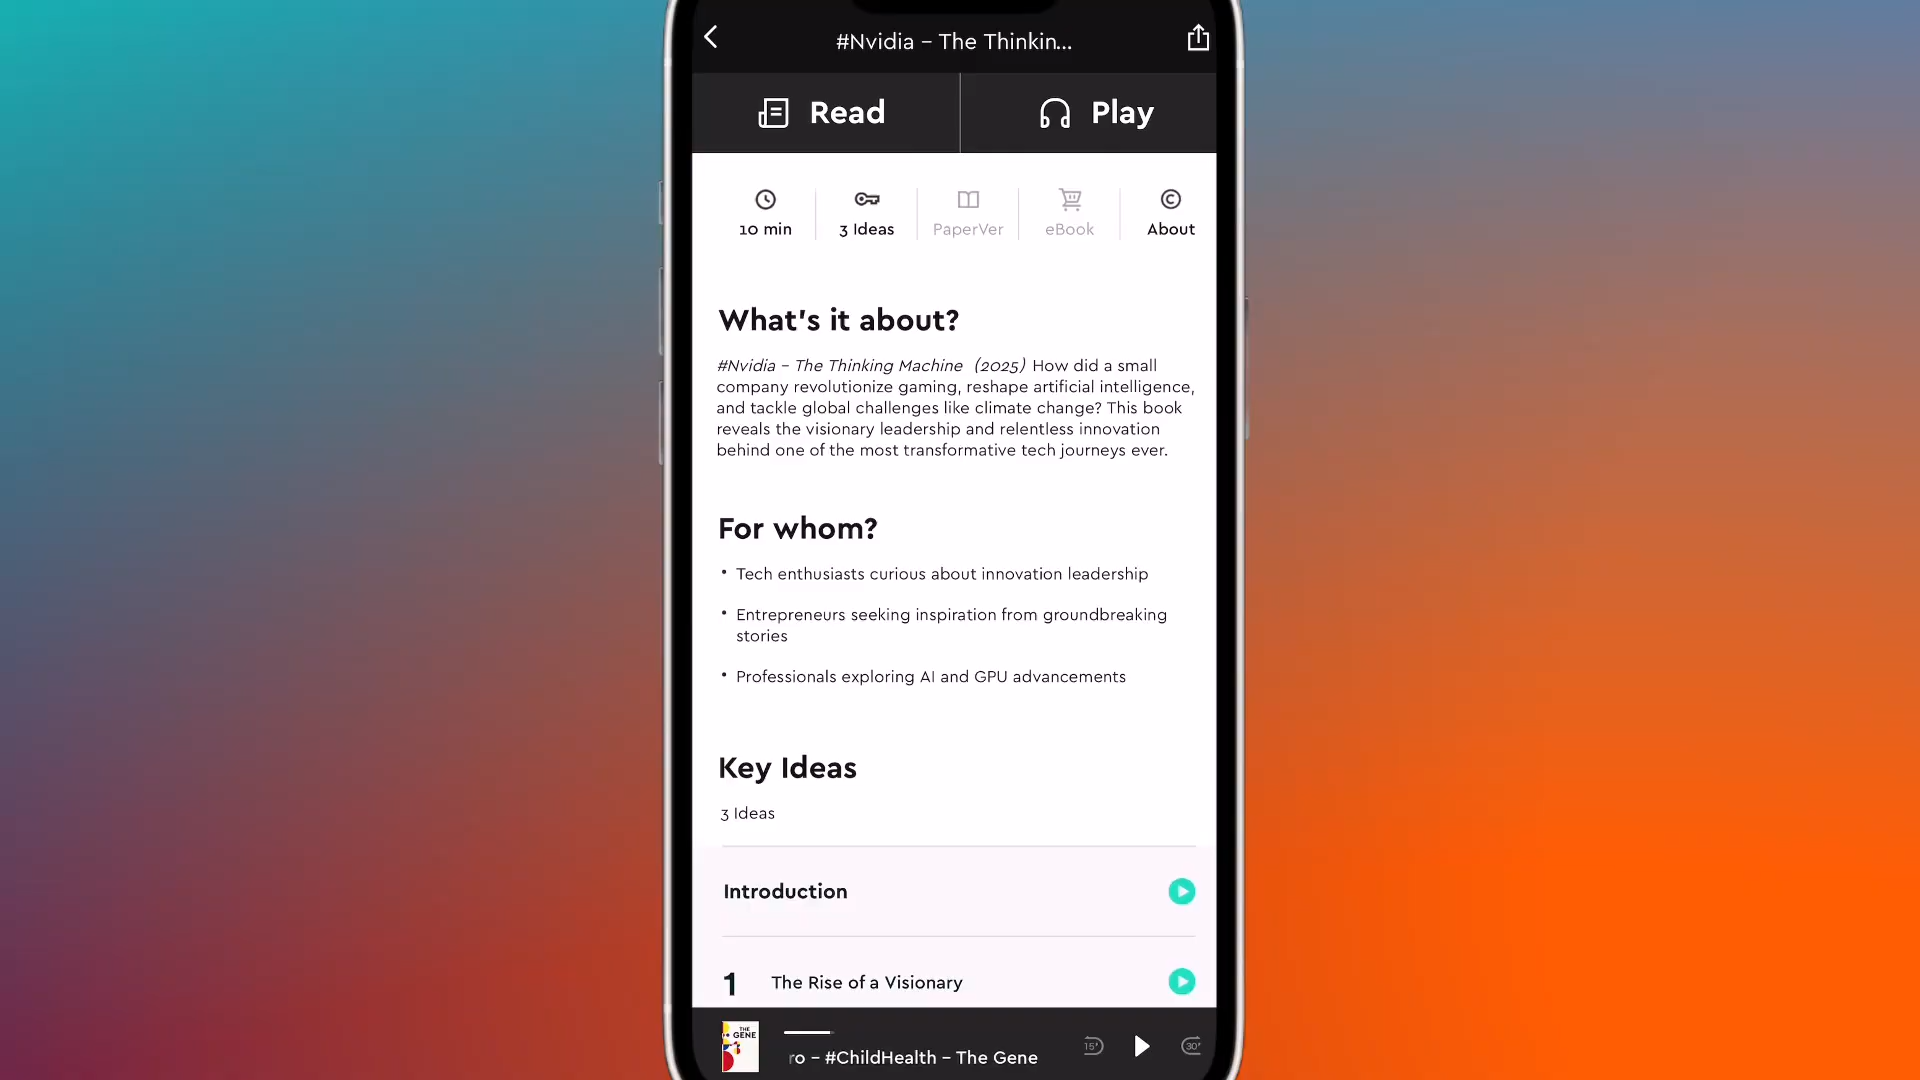 #Nvidia – The Thinkin...
Read
Play
10 min
3 Ideas
PaperVer
eBook
About
What's it about?
#Nvidia – The Thinking Machine (2025) How did a small
company revolutionize gaming, reshape artificial intelligence,
and tackle global challenges like climate change? This book
reveals the visionary leadership and relentless innovation
behind one of the most transformative tech journeys ever.
For whom?
• Tech enthusiasts curious about innovation leadership
• Entrepreneurs seeking inspiration from groundbreaking
stories
• Professionals exploring AI and GPU advancements
Key Ideas
3 Ideas
Introduction
1 The Rise of a Visionary
THE
GENE
ro – #ChildHealth – The Gene
15'
30'